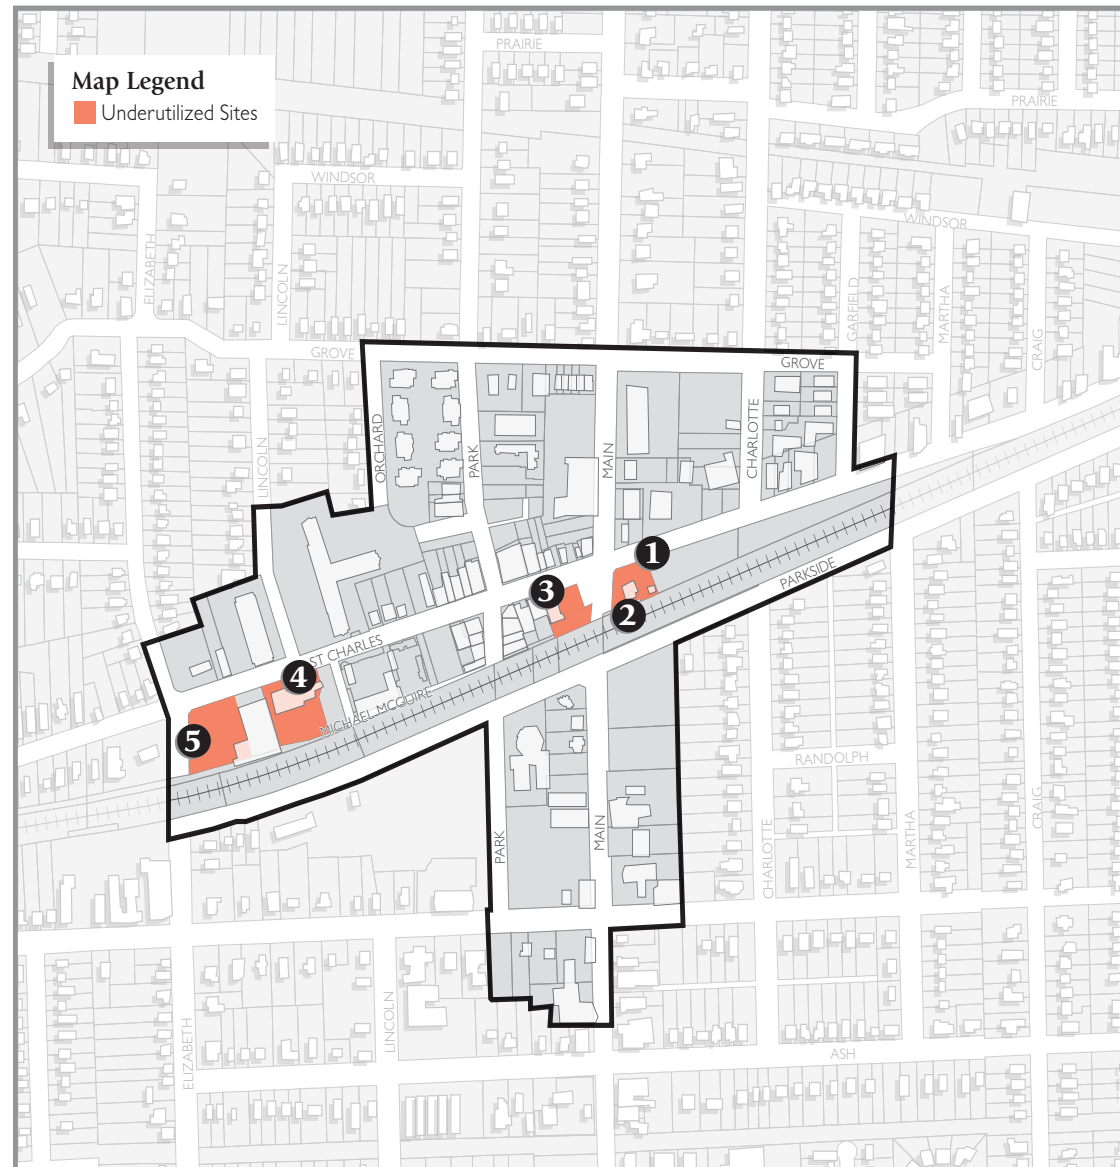 PRAIRIE
Map Legend
Underutilized Sites
PRAIRIE
WINDSOR
WINDSOR
ELIZABETH
LINCOLN
GARFIELD
MARTHA
CRAIG
GROVE
GROVE
ORCHARD
PARK
MAIN
CHARLOTTE
LINCOLN
1
PARKSIDE
3
2
ST CHARLES
4
MICHAEL MCGUIRE
5
RANDOLPH
PARK
MAIN
CHARLOTTE
MARTHA
CRAIG
LINCOLN
ELIZABETH
ASH